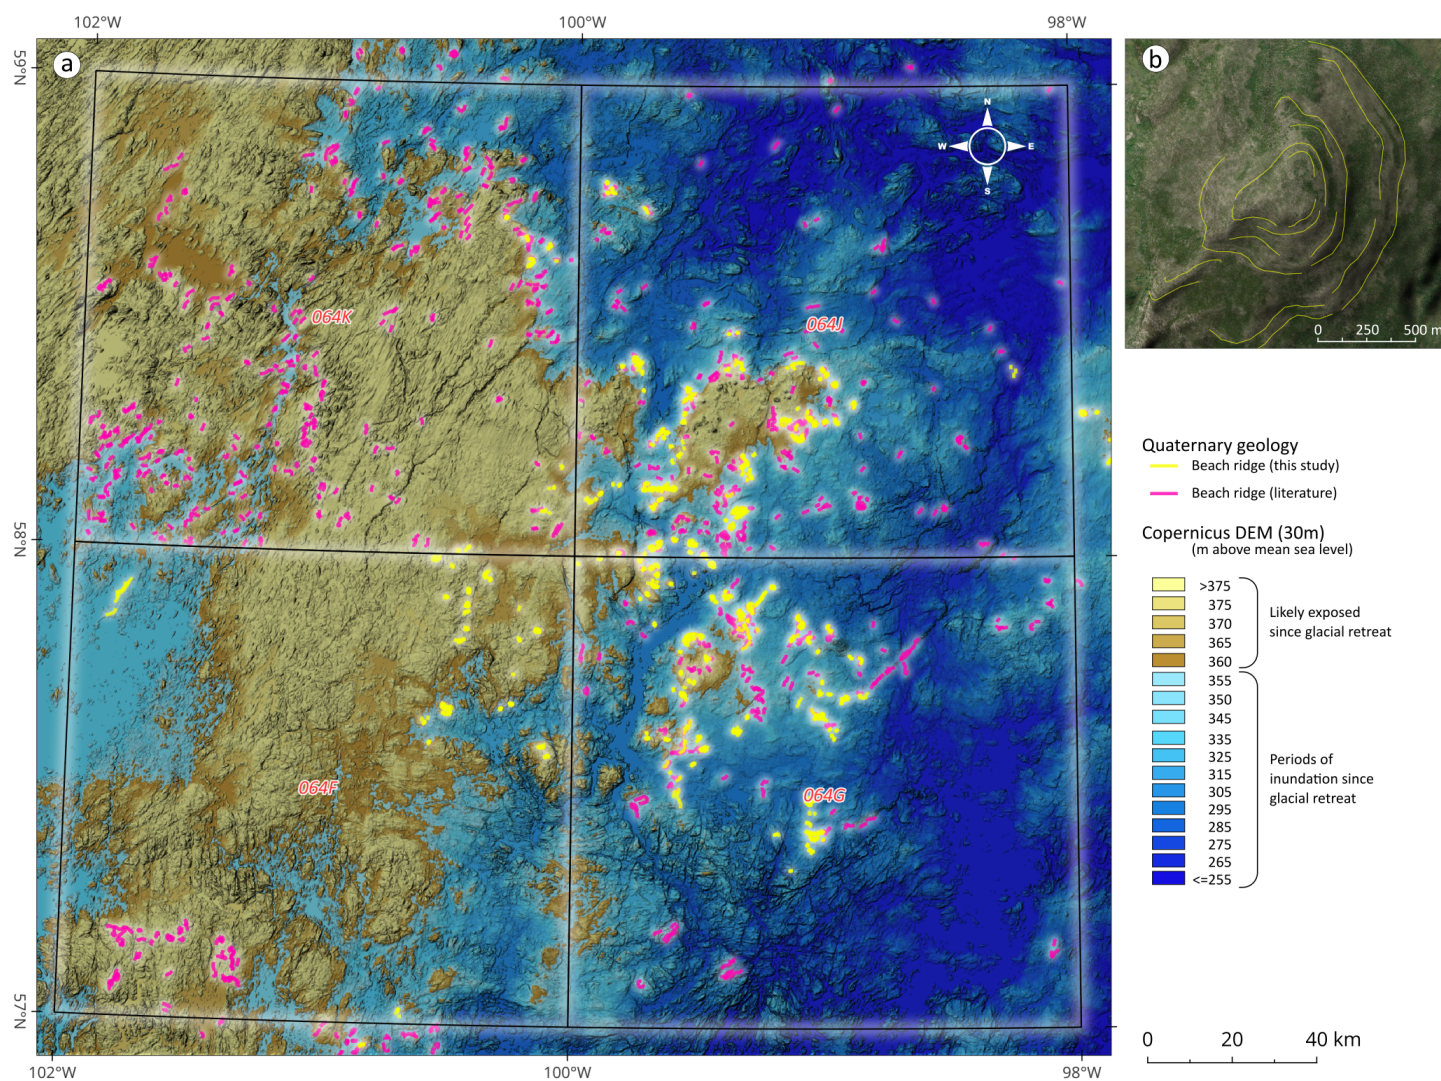 102°W
100°W
98°W
59°N
a
N
W
E
S
b
064K
064J
0
250
500 m
58°N
Quaternary geology
Beach ridge (this study)
Beach ridge (literature)
Copernicus DEM (30m)
(m above mean sea level)
>375
375
370
365
360
Likely exposed
since glacial retreat
355
350
345
335
325
315
305
295
285
275
265
<=255
Periods of
inundation since
glacial retreat
064F
064G
57°N
0
20
40 km
102°W
100°W
98°W